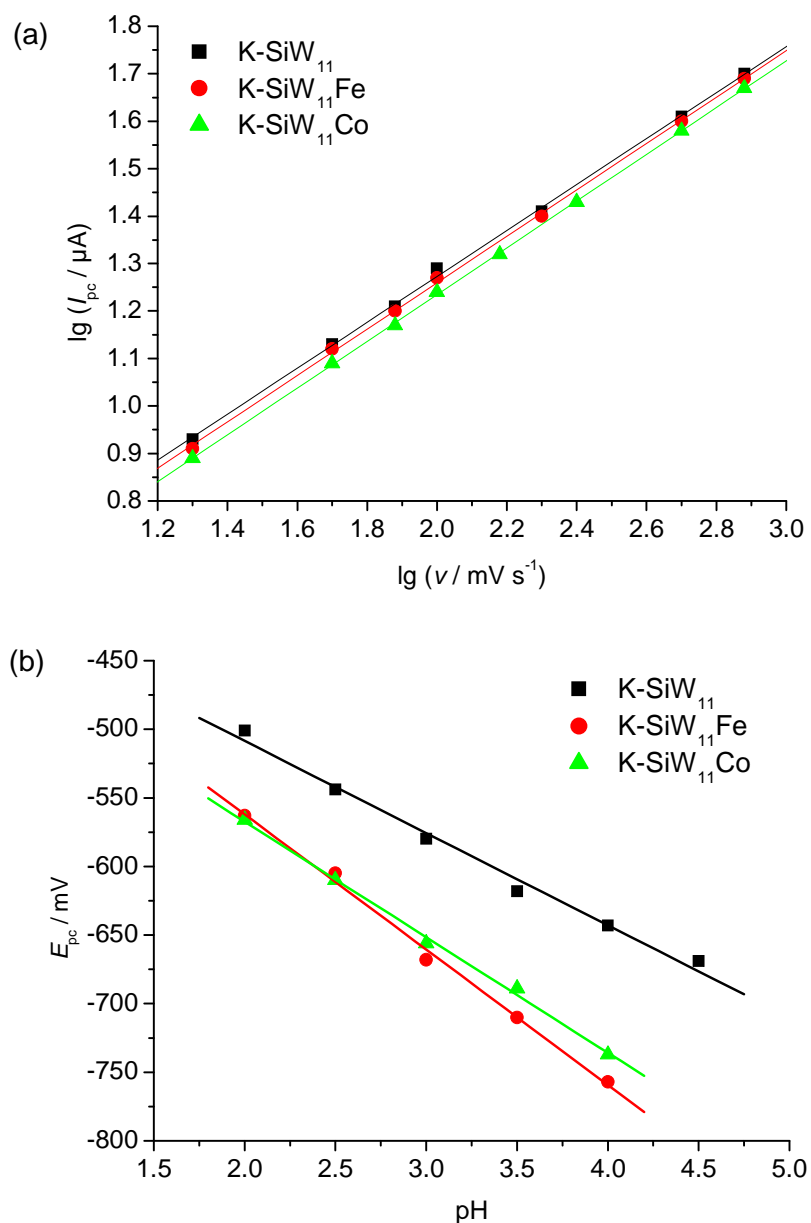 (a)
K-SiW11
K-SiW11Fe
K-SiW11Co
lg (Ipc / µA)
1.8
1.7
1.6
1.5
1.4
1.3
1.2
1.1
1.0
0.9
0.8
1.2 1.4 1.6 1.8 2.0 2.2 2.4 2.6 2.8 3.0
lg (v / mV s-1)
(b)
K-SiW11
K-SiW11Fe
K-SiW11Co
Epc / mV
-450
-500
-550
-600
-650
-700
-750
-800
1.5 2.0 2.5 3.0 3.5 4.0 4.5 5.0
pH